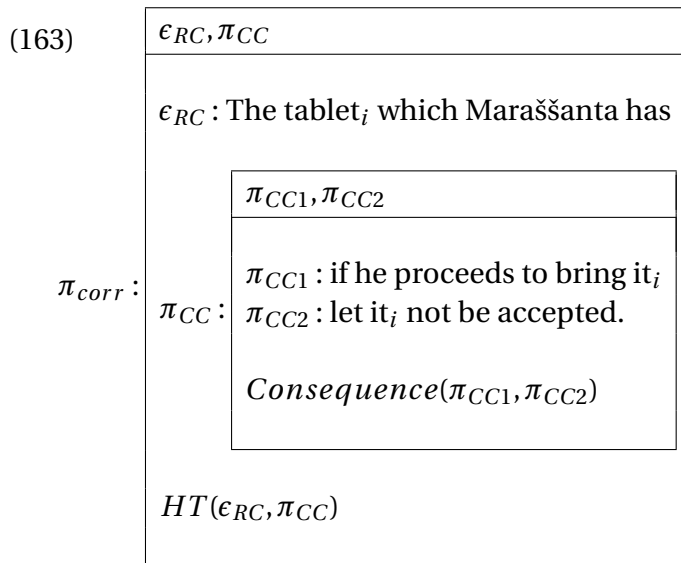 (163)
ϵ_RC, π_CC
ϵ_RC : The tablet_i which Maraššanta has
π_CC1, π_CC2
π_CC1 : if he proceeds to bring it_i
π_corr : π_CC : π_CC2 : let it_i not be accepted.
Consequence(π_CC1, π_CC2)
HT(ϵ_RC, π_CC)